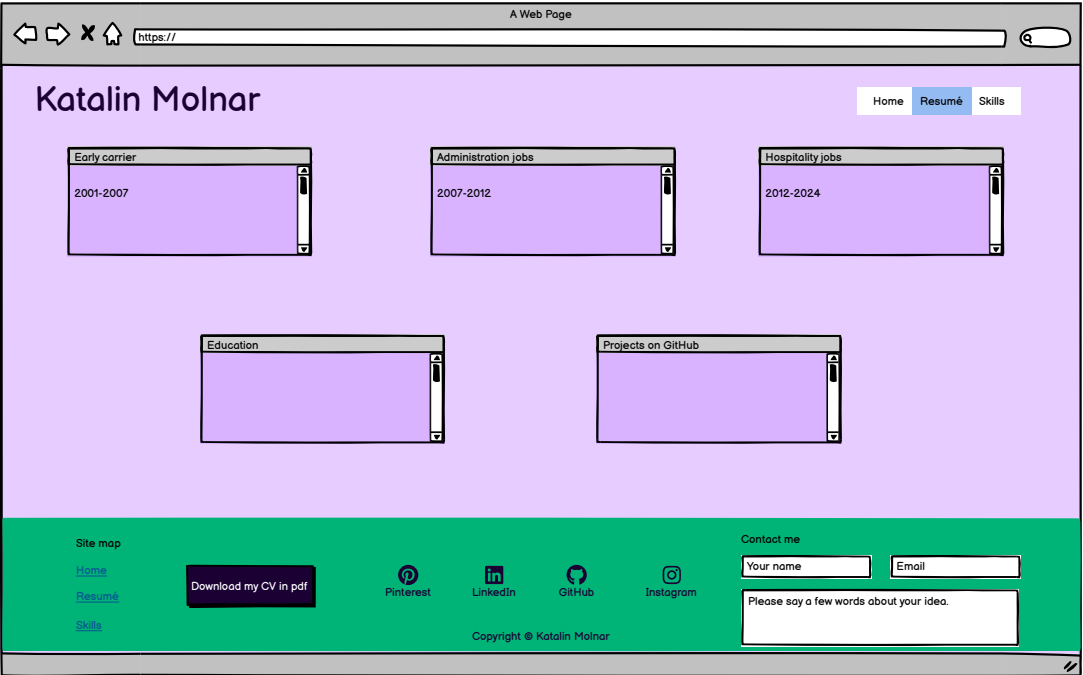 A Web Page
https://
Katalin Molnar
Home Resumé Skills
Early carrier
2001-2007
Administration jobs
2007-2012
Hospitality jobs
2012-2024
Education
Projects on GitHub
Site map
Home
Resumé
Skills
Download my CV in pdf
Pinterest
LinkedIn
GitHub
Instagram
Copyright © Katalin Molnar
Contact me
Your name
Email
Please say a few words about your idea.